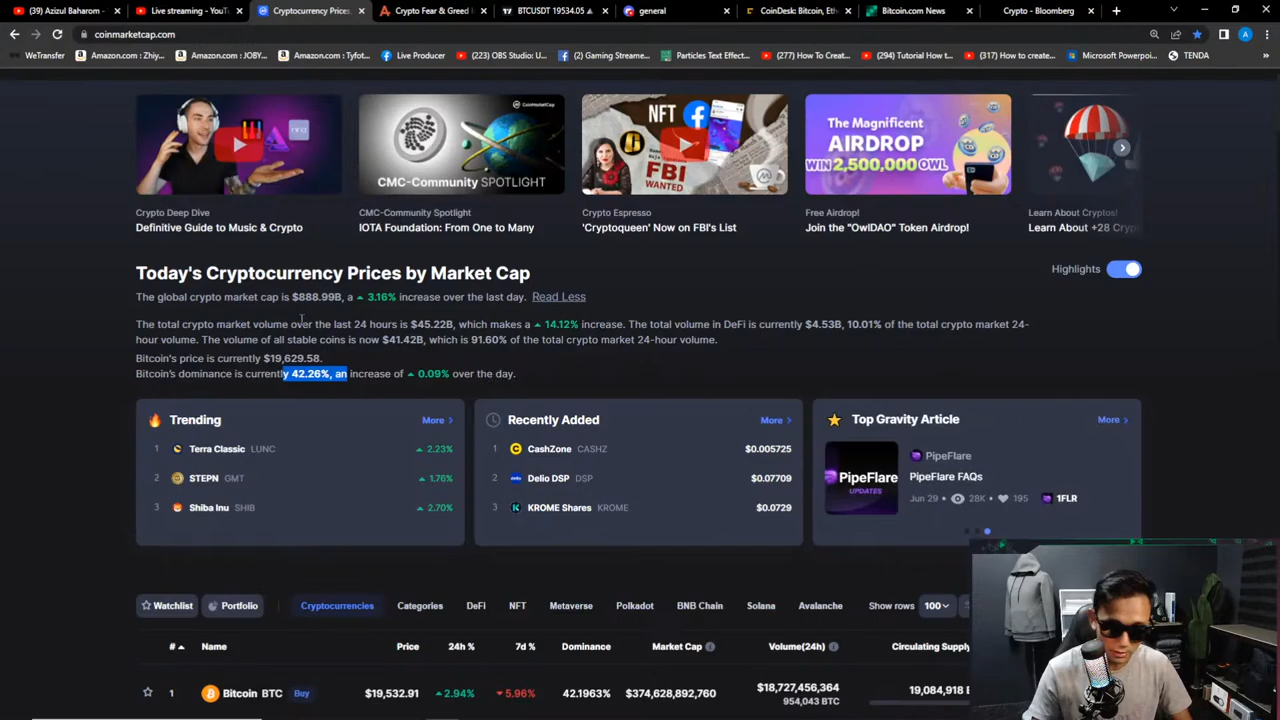 (39) Azizul Baharom - YouT
Live streaming - YouTu
Cryptocurrency Prices,
Crypto Fear & Greed I
BTCUSDT 19534.05
general
CoinDesk: Bitcoin, Ethe
Bitcoin.com News
Crypto - Bloomberg
coinmarketcap.com
WeTransfer
Amazon.com : Zhiy...
Amazon.com : JOBY...
Amazon.com : Tyfot...
Live Producer
(223) OBS Studio: U...
(2) Gaming Streame...
Particles Text Effect...
(277) How To Creat...
(294) Tutorial How t...
(317) How to create...
Microsoft Powerpoi...
TENDA
NFT
FBI
WANTED
CoinMarketCap
CMC-Community SPOTLIGHT
The Magnificent
AIRDROP
WIN 2,500,000 OWL
Crypto Deep Dive
Definitive Guide to Music & Crypto
CMC-Community Spotlight
IOTA Foundation: From One to Many
Crypto Espresso
'Cryptoqueen' Now on FBI's List
Free Airdrop!
Join the "OwlDAO" Token Airdrop!
Learn About Cryptos!
Learn About +28 Cryp
Today's Cryptocurrency Prices by Market Cap
Highlights
The global crypto market cap is $888.99B, a 3.16% increase over the last day. Read Less
The total crypto market volume over the last 24 hours is $45.22B, which makes a 14.12% increase. The total volume in DeFi is currently $4.53B, 10.01% of the total crypto market 24-
hour volume. The volume of all stable coins is now $41.42B, which is 91.60% of the total crypto market 24-hour volume.
Bitcoin's price is currently $19,629.58.
Bitcoin's dominance is currently 42.26%, an increase of 0.09% over the day.
Trending
More
1 Terra Classic LUNC 2.23%
2 STEPN GMT 1.76%
3 Shiba Inu SHIB 2.70%
Recently Added
More
1 CashZone CASHZ $0.005725
2 Delio DSP DSP $0.07709
3 KROME Shares KROME $0.0729
Top Gravity Article
More
PipeFlare
UPDATES
PipeFlare
PipeFlare FAQs
Jun 29 • 28K • 195 1FLR
Watchlist
Portfolio
Cryptocurrencies
Categories
DeFi
NFT
Metaverse
Polkadot
BNB Chain
Solana
Avalanche
Show rows
100
# Name Price 24h % 7d % Dominance Market Cap Volume(24h) Circulating Supply
1 Bitcoin BTC Buy $19,532.91 2.94% 5.96% 42.1963% $374,628,892,760 $18,727,456,364 19,084,918 B
954,043 BTC